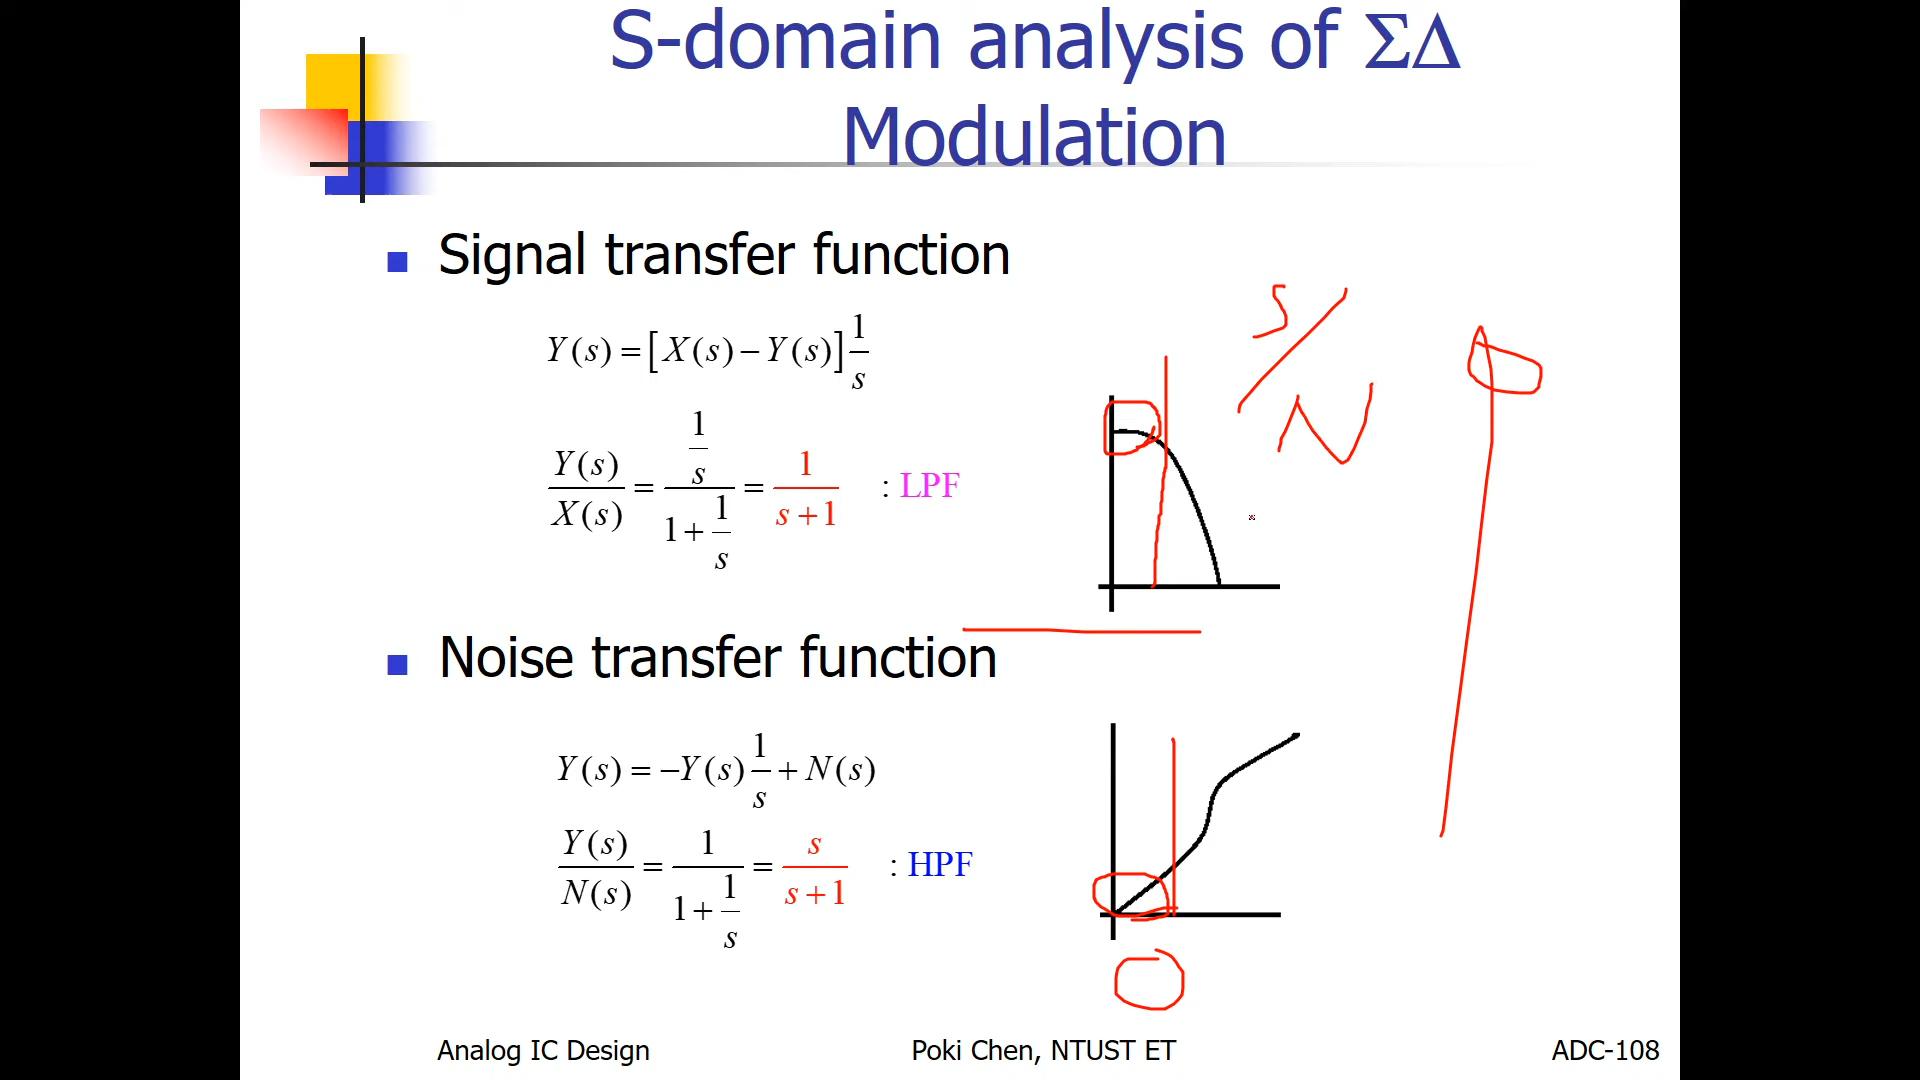 S-domain analysis of ΣΔ
Modulation
Signal transfer function
Y(s) = [X(s) − Y(s)] 1/s
Y(s)/X(s) = (1/s)/(1 + 1/s) = 1/(s + 1) : LPF
S/N
Noise transfer function
Y(s) = −Y(s) 1/s + N(s)
Y(s)/N(s) = 1/(1 + 1/s) = s/(s + 1) : HPF
Analog IC Design
Poki Chen, NTUST ET
ADC-108